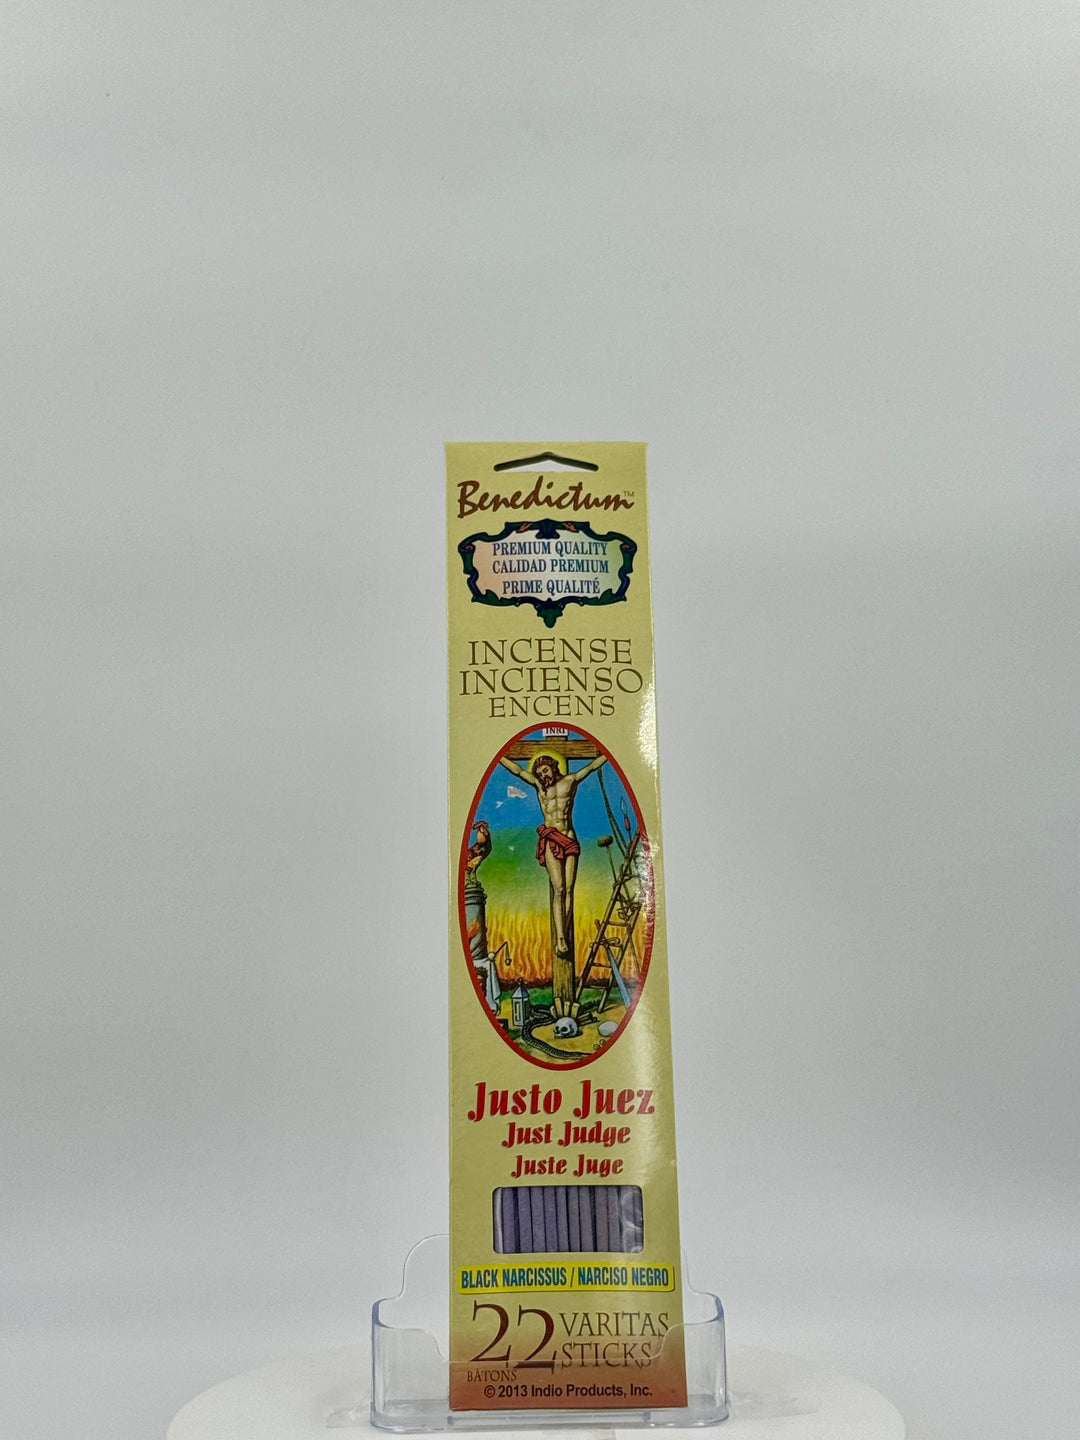 Benedictum™
PREMIUM QUALITY
CALIDAD PREMIUM
PRIME QUALITÉ
INCENSE
INCIENSO
ENCENS
INRI
Justo Juez
Just Judge
Juste Juge
BLACK NARCISSUS / NARCISO NEGRO
22 VARITAS
STICKS
BÂTONS
© 2013 Indio Products, Inc.